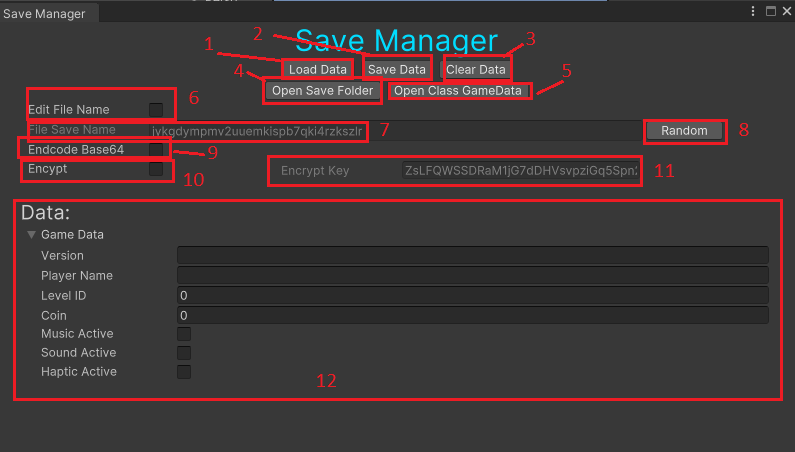 Save Manager
Save Manager
1 2 3
Load Data Save Data Clear Data
4 Open Save Folder Open Class GameData 5
Edit File Name 6
File Save Name jvkgdympmv2uuemkispb7qki4rzkszlr 7 Random 8
Endcode Base64 9
Encypt 10 Encrypt Key ZsLFQWSSDRaM1jG7dDHVsvpziGq5Spn 11
Data:
Game Data
Version
Player Name
Level ID 0
Coin 0
Music Active
Sound Active
Haptic Active
12